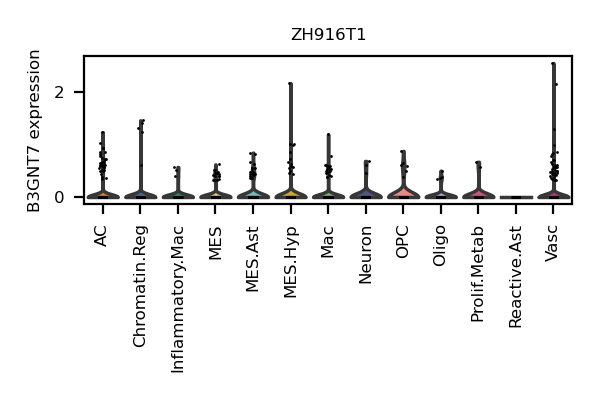 ZH916T1
B3GNT7 expression
2
0
AC
Chromatin.Reg
Inflammatory.Mac
MES
MES.Ast
MES.Hyp
Mac
Neuron
OPC
Oligo
Prolif.Metab
Reactive.Ast
Vasc